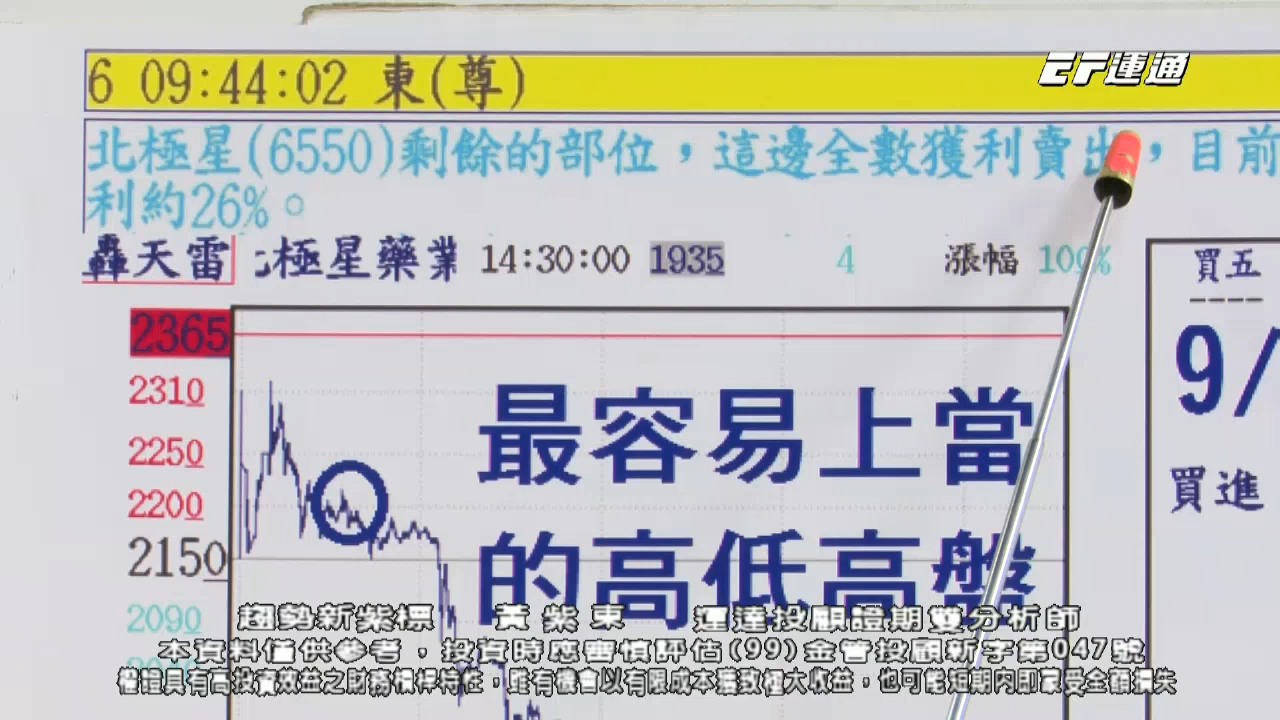 6 09:44:02 東(尊)
EF運通
北極星(6550)剩餘的部位，這邊全數獲利賣出，目前
利約26%。
轟天雷 北極星藥業 14:30:00 1935 4 漲幅 100%
買五
2365
9/
2310
最容易上當
2250
買進
2200
的高低高盤
2150
2090
趨勢新紫標 黃紫東 運達投顧證期雙分析師
本資料僅供參考，投資時應審慎評估(99)金管投顧新字第047號
權證具有高投資效益之財務槓桿特性，雖有機會以有限成本獲致極大收益，也可能短期內即蒙受全額損失